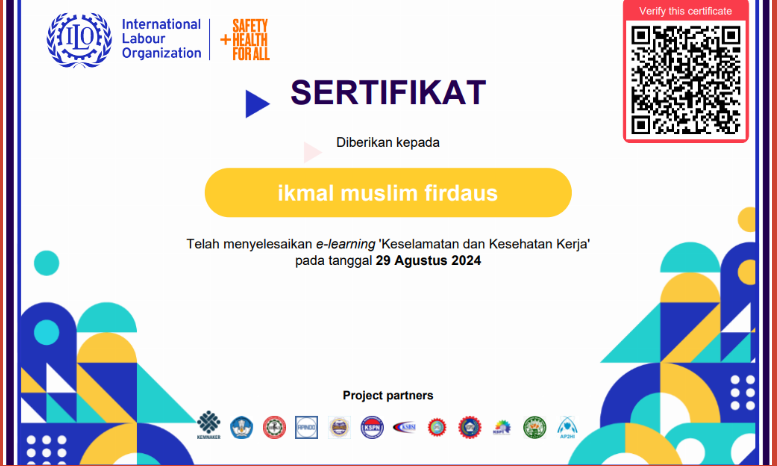 ILO
International
Labour
Organization
SAFETY
+HEALTH
FOR ALL
Verify this certificate
SERTIFIKAT
Diberikan kepada
ikmal muslim firdaus
Telah menyelesaikan e-learning 'Keselamatan dan Kesehatan Kerja'
pada tanggal 29 Agustus 2024
Project partners
KEMNAKER
APINDO
KSPN
KSBSI